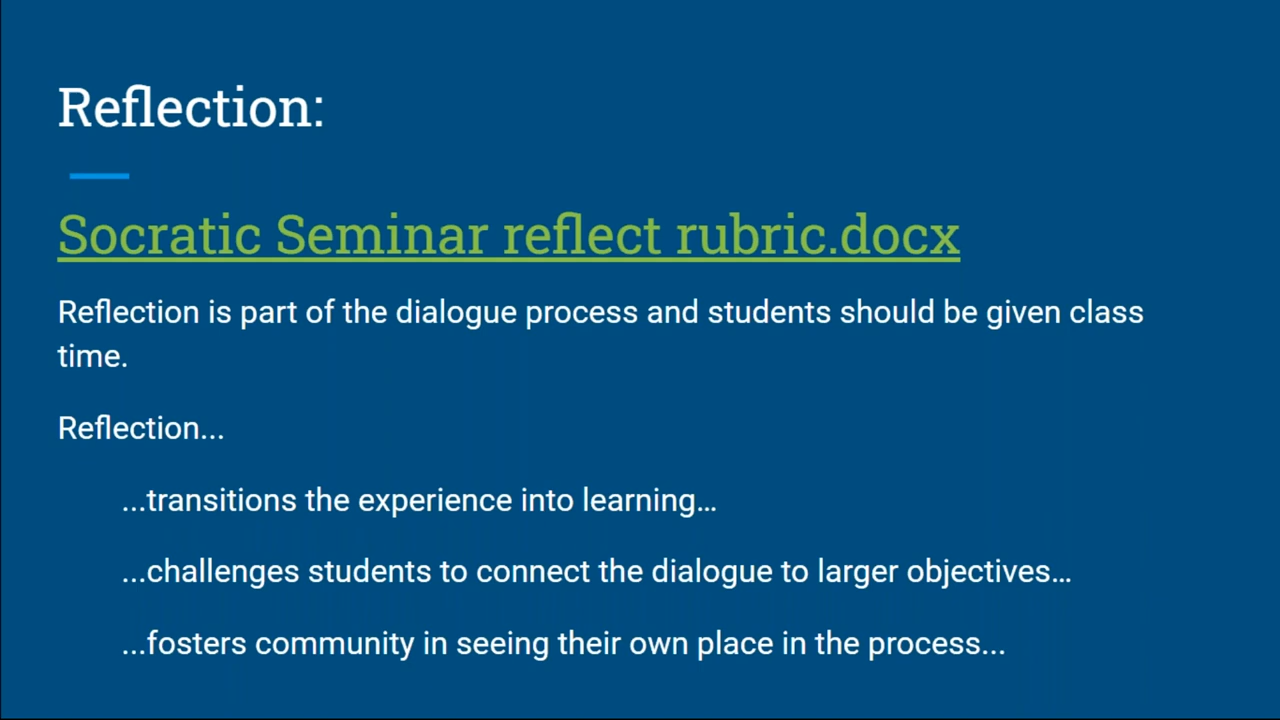 Reflection:
Socratic Seminar reflect rubric.docx
Reflection is part of the dialogue process and students should be given class
time.
Reflection...
...transitions the experience into learning…
...challenges students to connect the dialogue to larger objectives…
...fosters community in seeing their own place in the process...